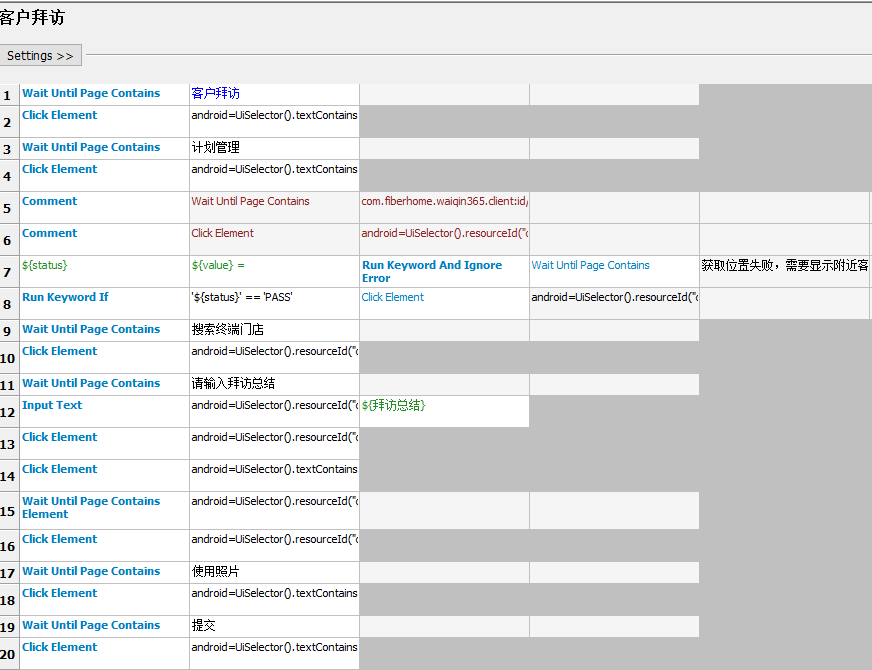 客户拜访
Settings >>
1 Wait Until Page Contains 客户拜访
2 Click Element android=UiSelector().textContains
3 Wait Until Page Contains 计划管理
4 Click Element android=UiSelector().textContains
5 Comment Wait Until Page Contains com.fiberhome.waiqin365.client:id/
6 Comment Click Element android=UiSelector().resourceId("c
7 ${status} ${value} = Run Keyword And Ignore Error Wait Until Page Contains 获取位置失败，需要显示附近客
8 Run Keyword If '${status}' == 'PASS' Click Element android=UiSelector().resourceId("c
9 Wait Until Page Contains 搜索终端门店
10 Click Element android=UiSelector().resourceId("c
11 Wait Until Page Contains 请输入拜访总结
12 Input Text android=UiSelector().resourceId("c ${拜访总结}
13 Click Element android=UiSelector().resourceId("c
14 Click Element android=UiSelector().textContains
15 Wait Until Page Contains Element android=UiSelector().resourceId("c
16 Click Element android=UiSelector().resourceId("c
17 Wait Until Page Contains 使用照片
18 Click Element android=UiSelector().textContains
19 Wait Until Page Contains 提交
20 Click Element android=UiSelector().textContains